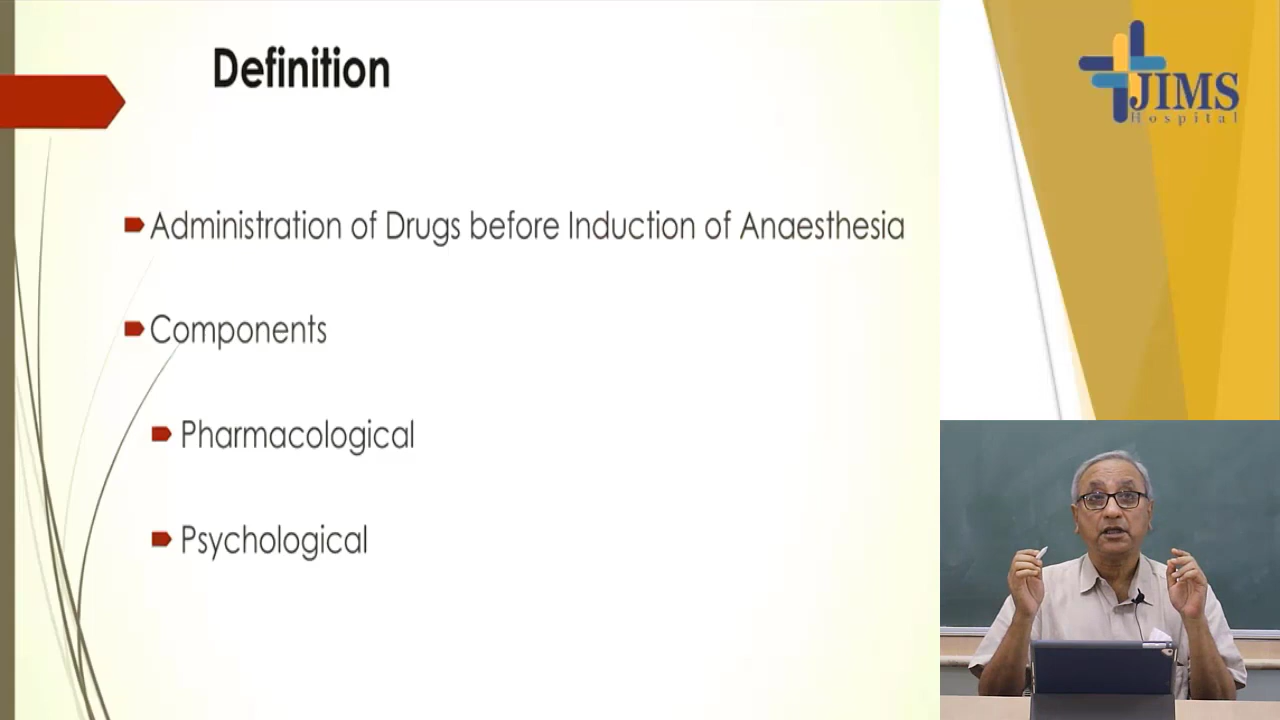 Definition
JIMS
Hospital
Administration of Drugs before Induction of Anaesthesia
Components
Pharmacological
Psychological